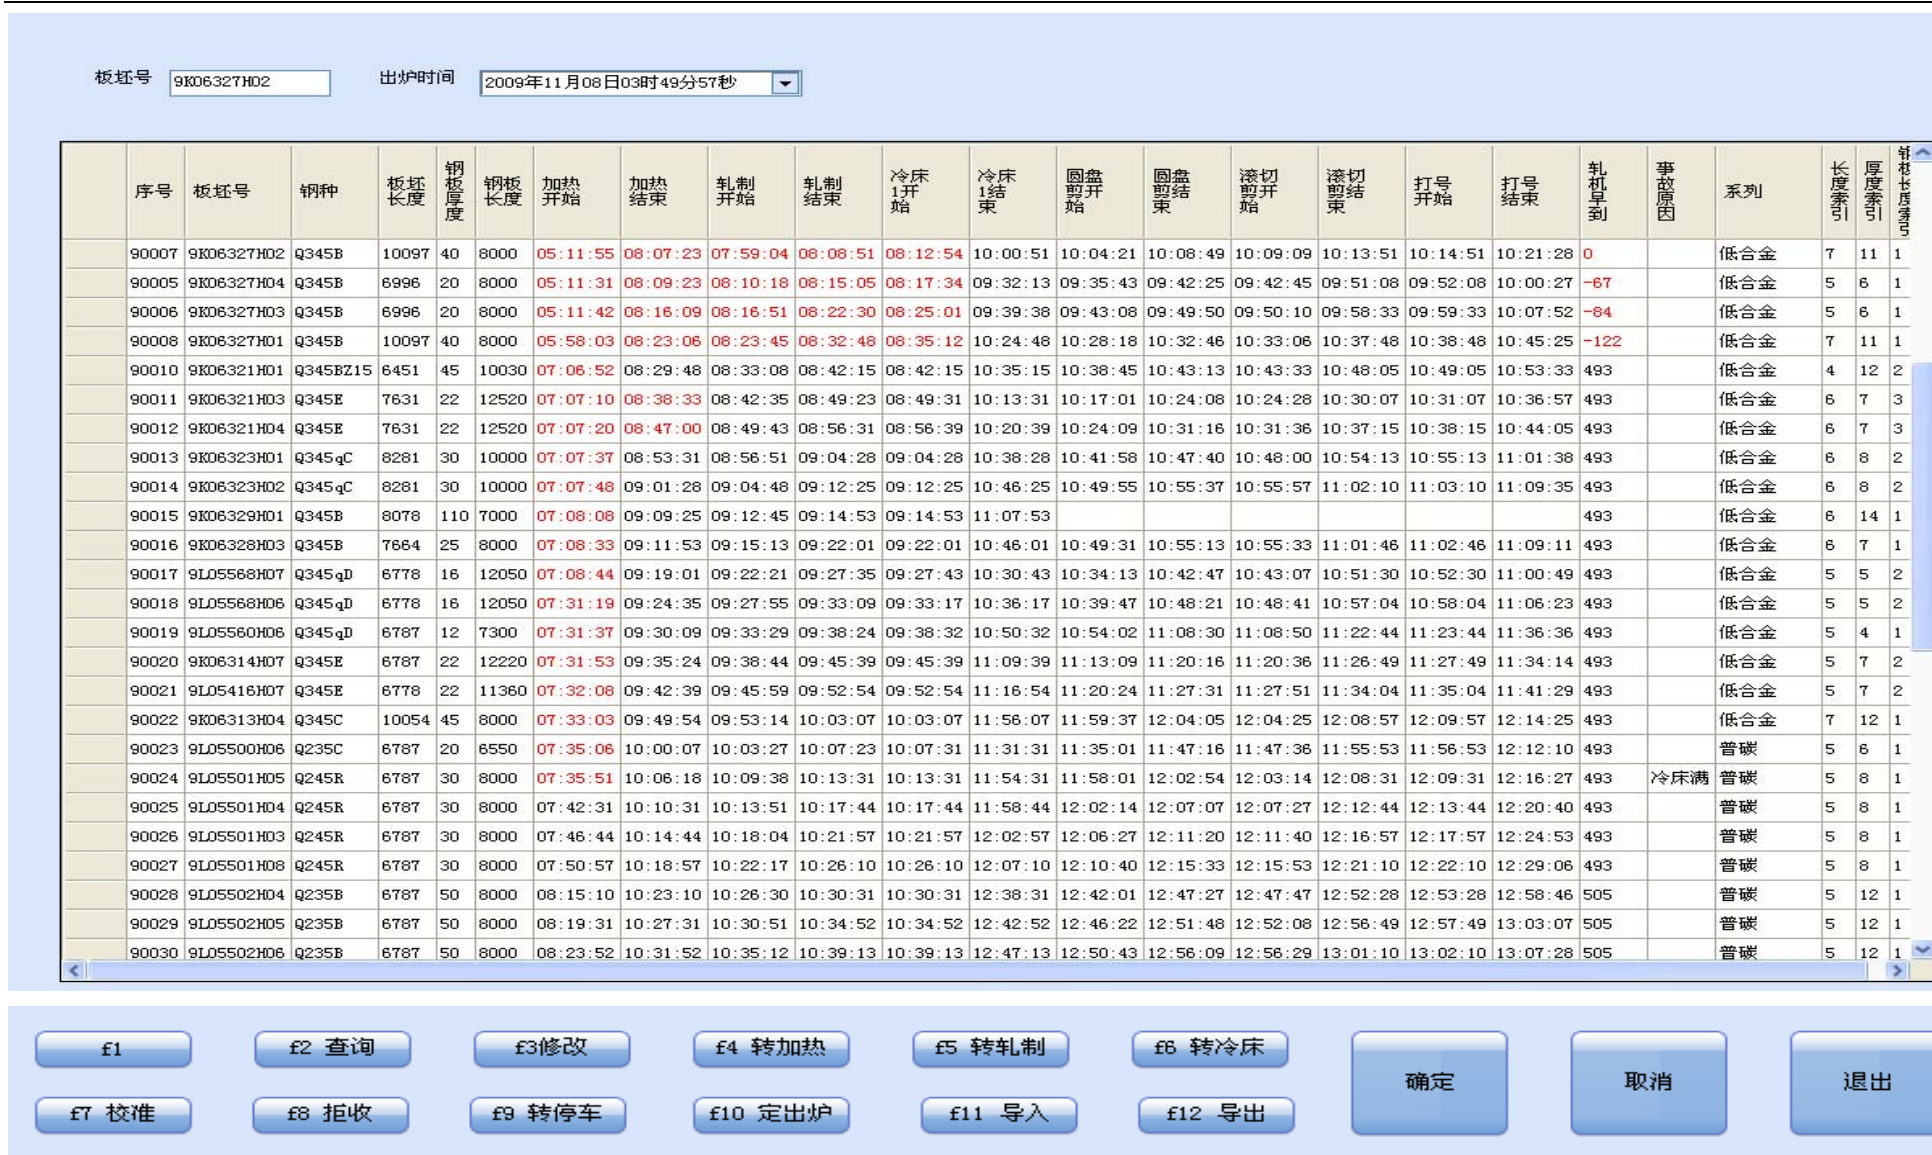 板坯号 9K06327H02 出炉时间 2009年11月08日03时49分57秒
序号 板坯号 钢种 板坯长度 钢板厚度 钢板长度 加热开始 加热结束 轧制开始 轧制结束 冷床1开始 冷床1结束 圆盘剪开始 圆盘剪结束 滚切剪开始 滚切剪结束 打号开始 打号结束 轧机早到 事故原因 系列 长度索引 厚度索引 钢板长度索引
90007 9K06327H02 Q345B 10097 40 8000 05:11:55 08:07:23 07:59:04 08:08:51 08:12:54 10:00:51 10:04:21 10:08:49 10:09:09 10:13:51 10:14:51 10:21:28 0 低合金 7 11 1
90005 9K06327H04 Q345B 6996 20 8000 05:11:31 08:09:23 08:10:18 08:15:05 08:17:34 09:32:13 09:35:43 09:42:25 09:42:45 09:51:08 09:52:08 10:00:27 -67 低合金 5 6 1
90006 9K06327H03 Q345B 6996 20 8000 05:11:42 08:16:09 08:16:51 08:22:30 08:25:01 09:39:38 09:43:08 09:49:50 09:50:10 09:58:33 09:59:33 10:07:52 -84 低合金 5 6 1
90008 9K06327H01 Q345B 10097 40 8000 05:58:03 08:23:06 08:23:45 08:32:48 08:35:12 10:24:48 10:28:18 10:32:46 10:33:06 10:37:48 10:38:48 10:45:25 -122 低合金 7 11 1
90010 9K06321H01 Q345BZ15 6451 45 10030 07:06:52 08:29:48 08:33:08 08:42:15 08:42:15 10:35:15 10:38:45 10:43:13 10:43:33 10:48:05 10:49:05 10:53:33 493 低合金 4 12 2
90011 9K06321H03 Q345E 7631 22 12520 07:07:10 08:38:33 08:42:35 08:49:23 08:49:31 10:13:31 10:17:01 10:24:08 10:24:28 10:30:07 10:31:07 10:36:57 493 低合金 6 7 3
90012 9K06321H04 Q345E 7631 22 12520 07:07:20 08:47:00 08:49:43 08:56:31 08:56:39 10:20:39 10:24:09 10:31:16 10:31:36 10:37:15 10:38:15 10:44:05 493 低合金 6 7 3
90013 9K06323H01 Q345qC 8281 30 10000 07:07:37 08:53:31 08:56:51 09:04:28 09:04:28 10:38:28 10:41:58 10:47:40 10:48:00 10:54:13 10:55:13 11:01:38 493 低合金 6 8 2
90014 9K06323H02 Q345qC 8281 30 10000 07:07:48 09:01:28 09:04:48 09:12:25 09:12:25 10:46:25 10:49:55 10:55:37 10:55:57 11:02:10 11:03:10 11:09:35 493 低合金 6 8 2
90015 9K06329H01 Q345B 8078 110 7000 07:08:08 09:09:25 09:12:45 09:14:53 09:14:53 11:07:53 493 低合金 6 14 1
90016 9K06328H03 Q345B 7664 25 8000 07:08:33 09:11:53 09:15:13 09:22:01 09:22:01 10:46:01 10:49:31 10:55:13 10:55:33 11:01:46 11:02:46 11:09:11 493 低合金 6 7 1
90017 9L05568H07 Q345qD 6778 16 12050 07:08:44 09:19:01 09:22:21 09:27:35 09:27:43 10:30:43 10:34:13 10:42:47 10:43:07 10:51:30 10:52:30 11:00:49 493 低合金 5 5 2
90018 9L05568H06 Q345qD 6778 16 12050 07:31:19 09:24:35 09:27:55 09:33:09 09:33:17 10:36:17 10:39:47 10:48:21 10:48:41 10:57:04 10:58:04 11:06:23 493 低合金 5 5 2
90019 9L05560H06 Q345qD 6787 12 7300 07:31:37 09:30:09 09:33:29 09:38:24 09:38:32 10:50:32 10:54:02 11:08:30 11:08:50 11:22:44 11:23:44 11:36:36 493 低合金 5 4 1
90020 9K06314H07 Q345E 6787 22 12220 07:31:53 09:35:24 09:38:44 09:45:39 09:45:39 11:09:39 11:13:09 11:20:16 11:20:36 11:26:49 11:27:49 11:34:14 493 低合金 5 7 2
90021 9L05416H07 Q345E 6778 22 11360 07:32:08 09:42:39 09:45:59 09:52:54 09:52:54 11:16:54 11:20:24 11:27:31 11:27:51 11:34:04 11:35:04 11:41:29 493 低合金 5 7 2
90022 9K06313H04 Q345C 10054 45 8000 07:33:03 09:49:54 09:53:14 10:03:07 10:03:07 11:56:07 11:59:37 12:04:05 12:04:25 12:08:57 12:09:57 12:14:25 493 低合金 7 12 1
90023 9L05500H06 Q235C 6787 20 6550 07:35:06 10:00:07 10:03:27 10:07:23 10:07:31 11:31:31 11:35:01 11:47:16 11:47:36 11:55:53 11:56:53 12:12:10 493 普碳 5 6 1
90024 9L05501H05 Q245R 6787 30 8000 07:35:51 10:06:18 10:09:38 10:13:31 10:13:31 11:54:31 11:58:01 12:02:54 12:03:14 12:08:31 12:09:31 12:16:27 493 冷床满 普碳 5 8 1
90025 9L05501H04 Q245R 6787 30 8000 07:42:31 10:10:31 10:13:51 10:17:44 10:17:44 11:58:44 12:02:14 12:07:07 12:07:27 12:12:44 12:13:44 12:20:40 493 普碳 5 8 1
90026 9L05501H03 Q245R 6787 30 8000 07:46:44 10:14:44 10:18:04 10:21:57 10:21:57 12:02:57 12:06:27 12:11:20 12:11:40 12:16:57 12:17:57 12:24:53 493 普碳 5 8 1
90027 9L05501H08 Q245R 6787 30 8000 07:50:57 10:18:57 10:22:17 10:26:10 10:26:10 12:07:10 12:10:40 12:15:33 12:15:53 12:21:10 12:22:10 12:29:06 493 普碳 5 8 1
90028 9L05502H04 Q235B 6787 50 8000 08:15:10 10:23:10 10:26:30 10:30:31 10:30:31 12:38:31 12:42:01 12:47:27 12:47:47 12:52:28 12:53:28 12:58:46 505 普碳 5 12 1
90029 9L05502H05 Q235B 6787 50 8000 08:19:31 10:27:31 10:30:51 10:34:52 10:34:52 12:42:52 12:46:22 12:51:48 12:52:08 12:56:49 12:57:49 13:03:07 505 普碳 5 12 1
90030 9L05502H06 Q235B 6787 50 8000 08:23:52 10:31:52 10:35:12 10:39:13 10:39:13 12:47:13 12:50:43 12:56:09 12:56:29 13:01:10 13:02:10 13:07:28 505 普碳 5 12 1
f1 f2 查询 f3修改 f4 转加热 f5 转轧制 f6 转冷床 确定 取消 退出
f7 校准 f8 拒收 f9 转停车 f10 定出炉 f11 导入 f12 导出